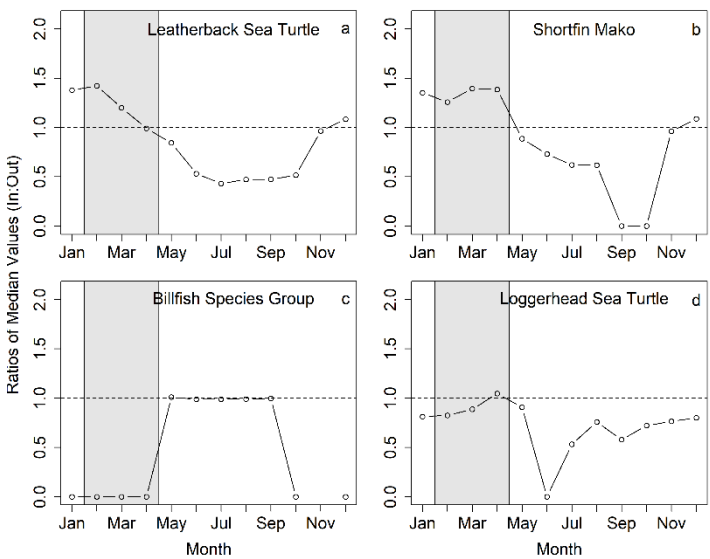 Ratios of Median Values (In:Out)
Leatherback Sea Turtle a
2.0
1.5
1.0
0.5
0.0
Jan Mar May Jul Sep Nov
Shortfin Mako b
2.0
1.5
1.0
0.5
0.0
Jan Mar May Jul Sep Nov
Billfish Species Group c
2.0
1.5
1.0
0.5
0.0
Jan Mar May Jul Sep Nov
Month
Loggerhead Sea Turtle d
2.0
1.5
1.0
0.5
0.0
Jan Mar May Jul Sep Nov
Month